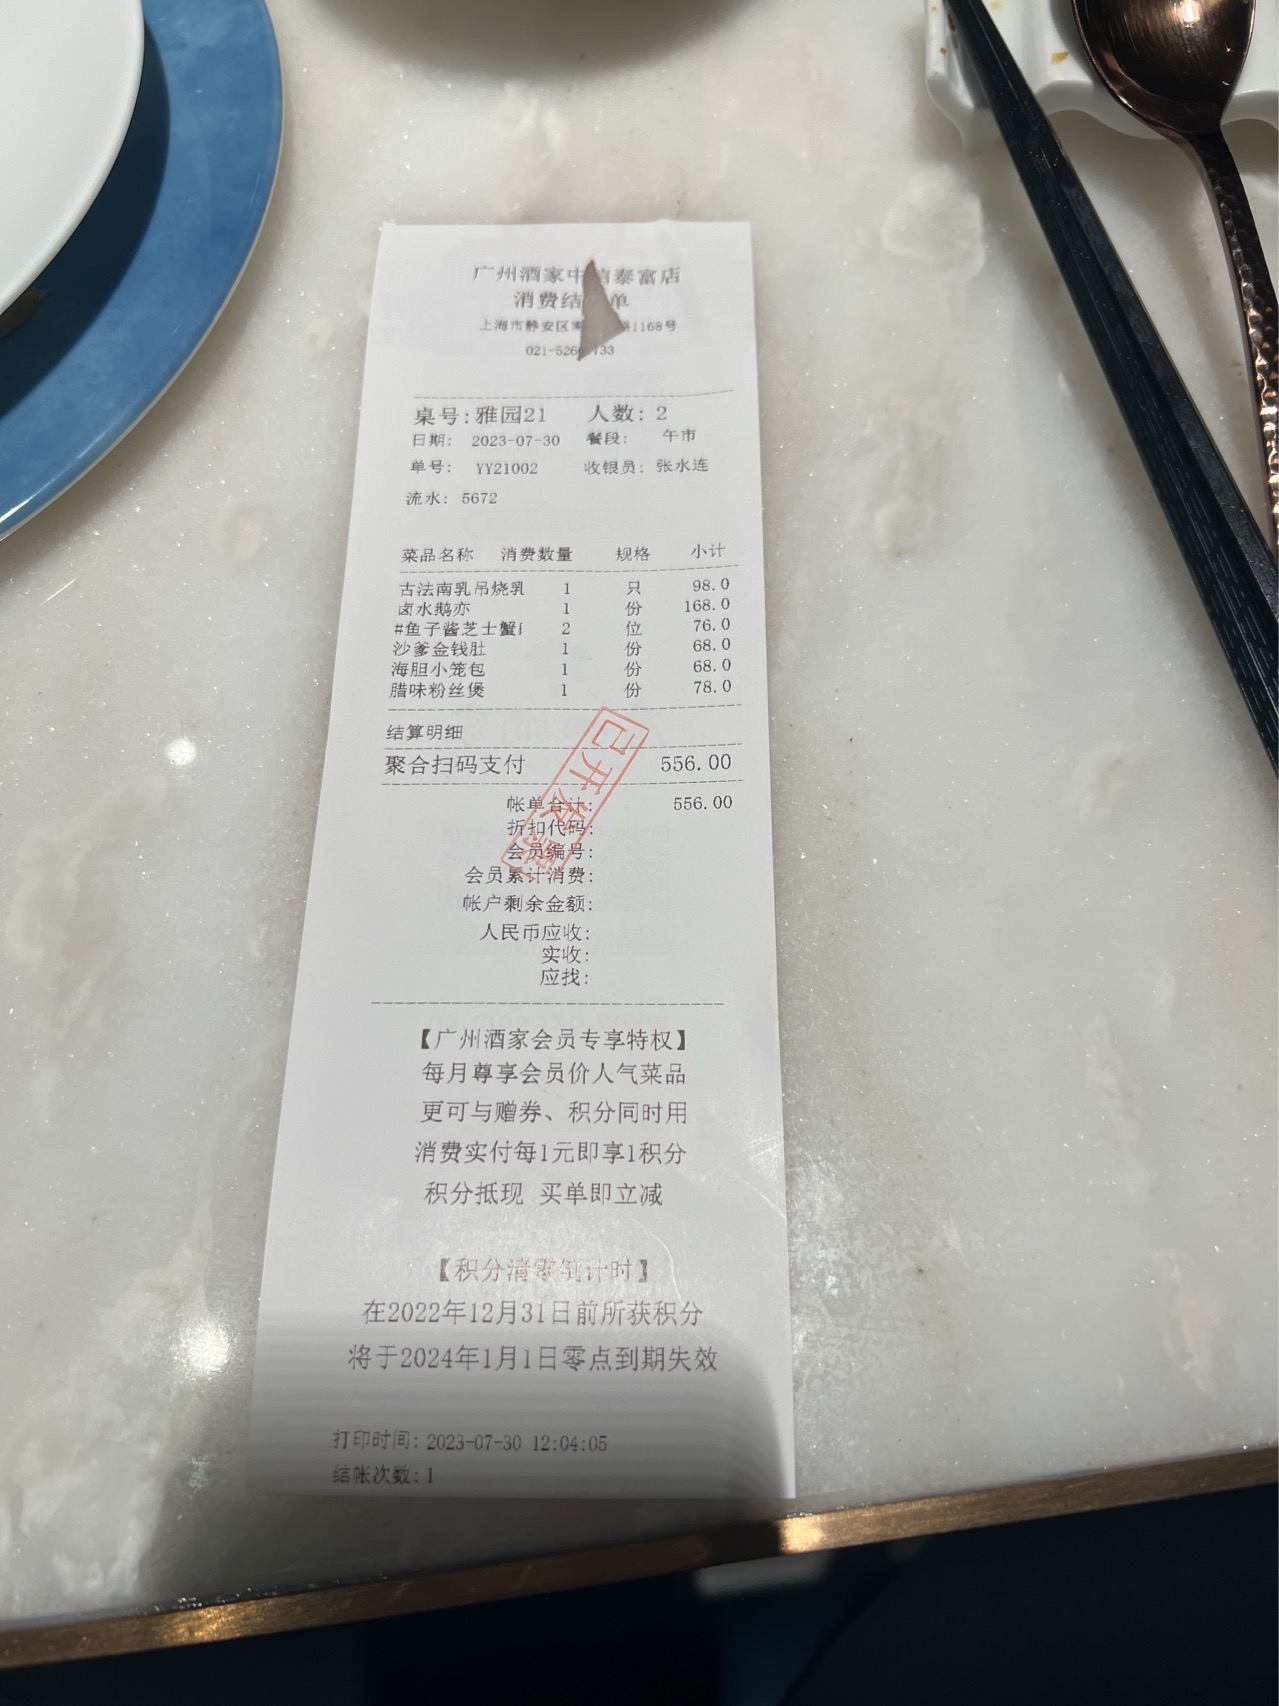 广州酒家中信泰富店
消费结 单
上海市静安区 1168号
021-526 733
桌号:雅园21 人数: 2
日期: 2023-07-30 餐段: 午市
单号: YY21002 收银员: 张水连
流水: 5672
菜品名称 消费数量 规格 小计
古法南乳吊烧乳 1 只 98.0
卤水鹅亦 1 份 168.0
#鱼子酱芝士蟹 2 位 76.0
沙爹金钱肚 1 份 68.0
海胆小笼包 1 份 68.0
腊味粉丝煲 1 份 78.0
结算明细
聚合扫码支付 556.00
帐单合计: 556.00
折扣代码:
会员编号:
会员累计消费:
帐户剩余金额:
人民币应收:
实收:
应找:
已开发票
【广州酒家会员专享特权】
每月尊享会员价人气菜品
更可与赠券、积分同时用
消费实付每1元即享1积分
积分抵现 买单即立减
【积分清零倒计时】
在2022年12月31日前所获积分
将于2024年1月1日零点到期失效
打印时间: 2023-07-30 12:04:05
结帐次数: 1